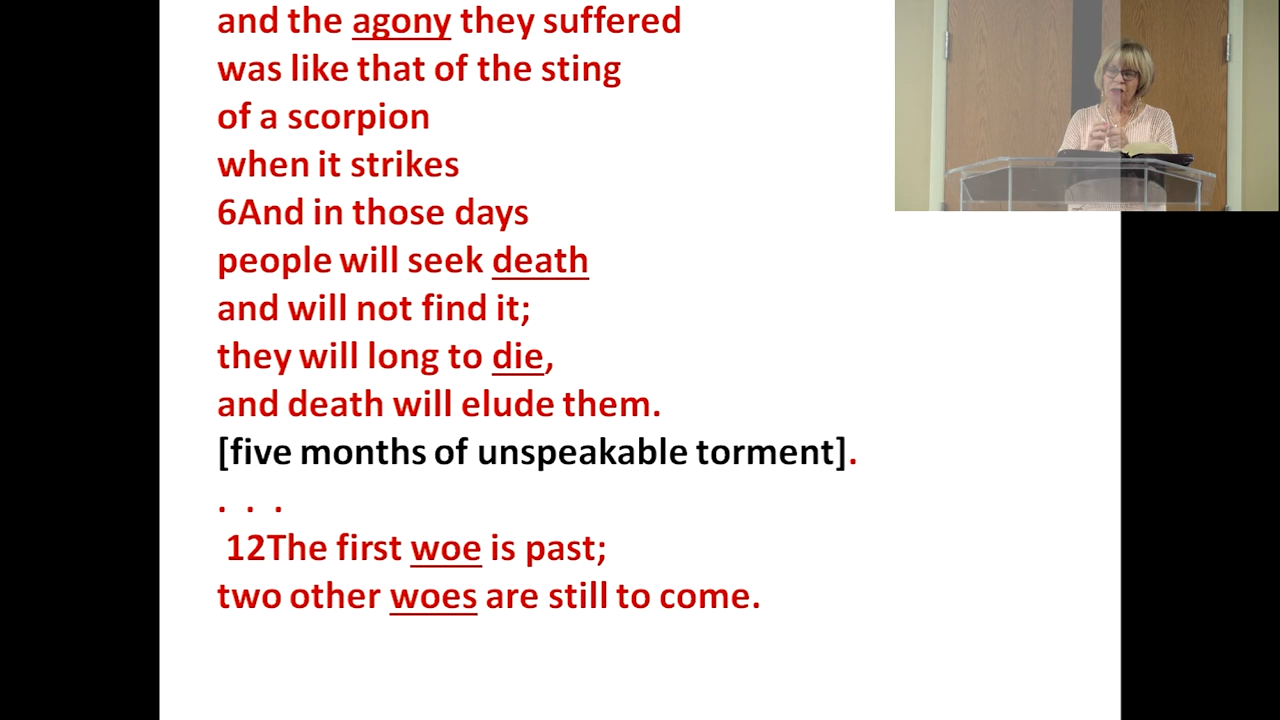 and the agony they suffered
was like that of the sting
of a scorpion
when it strikes
6And in those days
people will seek death
and will not find it;
they will long to die,
and death will elude them.
[five months of unspeakable torment].
. . .
12The first woe is past;
two other woes are still to come.